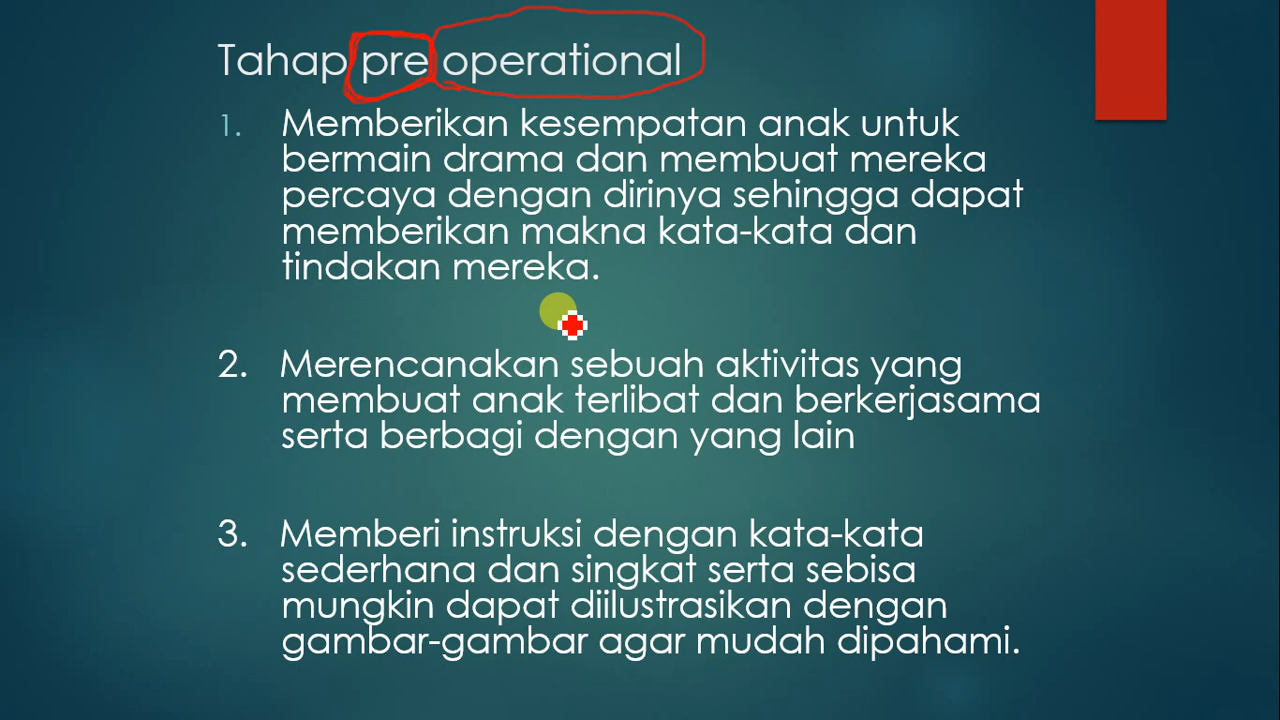 Tahap pre operational
1. Memberikan kesempatan anak untuk
bermain drama dan membuat mereka
percaya dengan dirinya sehingga dapat
memberikan makna kata-kata dan
tindakan mereka.
2. Merencanakan sebuah aktivitas yang
membuat anak terlibat dan berkerjasama
serta berbagi dengan yang lain
3. Memberi instruksi dengan kata-kata
sederhana dan singkat serta sebisa
mungkin dapat diilustrasikan dengan
gambar-gambar agar mudah dipahami.